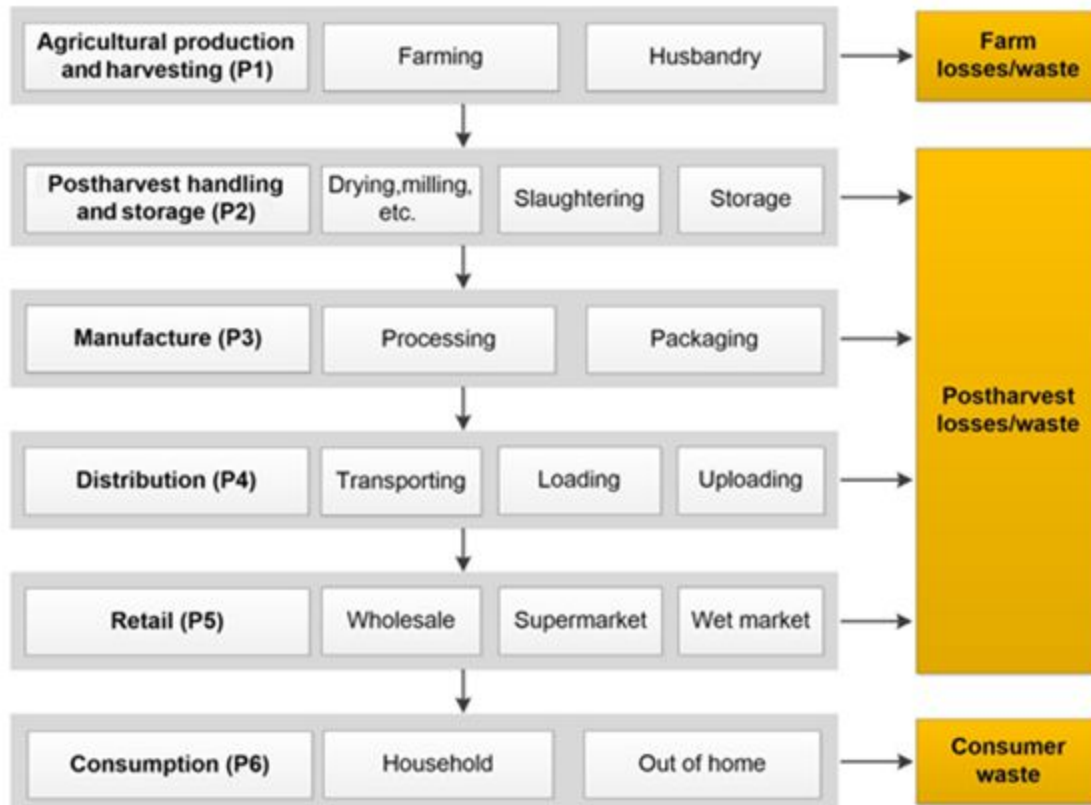 Agricultural production
and harvesting (P1)
Farming
Husbandry
Farm
losses/waste
Postharvest handling
and storage (P2)
Drying,milling,
etc.
Slaughtering
Storage
Manufacture (P3)
Processing
Packaging
Postharvest
losses/waste
Distribution (P4)
Transporting
Loading
Uploading
Retail (P5)
Wholesale
Supermarket
Wet market
Consumption (P6)
Household
Out of home
Consumer
waste